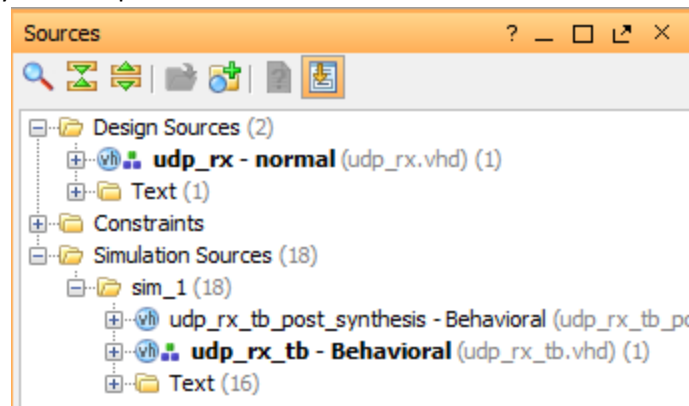 Sources ? _ ×
Design Sources (2)
udp_rx - normal (udp_rx.vhd) (1)
Text (1)
Constraints
Simulation Sources (18)
sim_1 (18)
udp_rx_tb_post_synthesis - Behavioral (udp_rx_tb_po
udp_rx_tb - Behavioral (udp_rx_tb.vhd) (1)
Text (16)